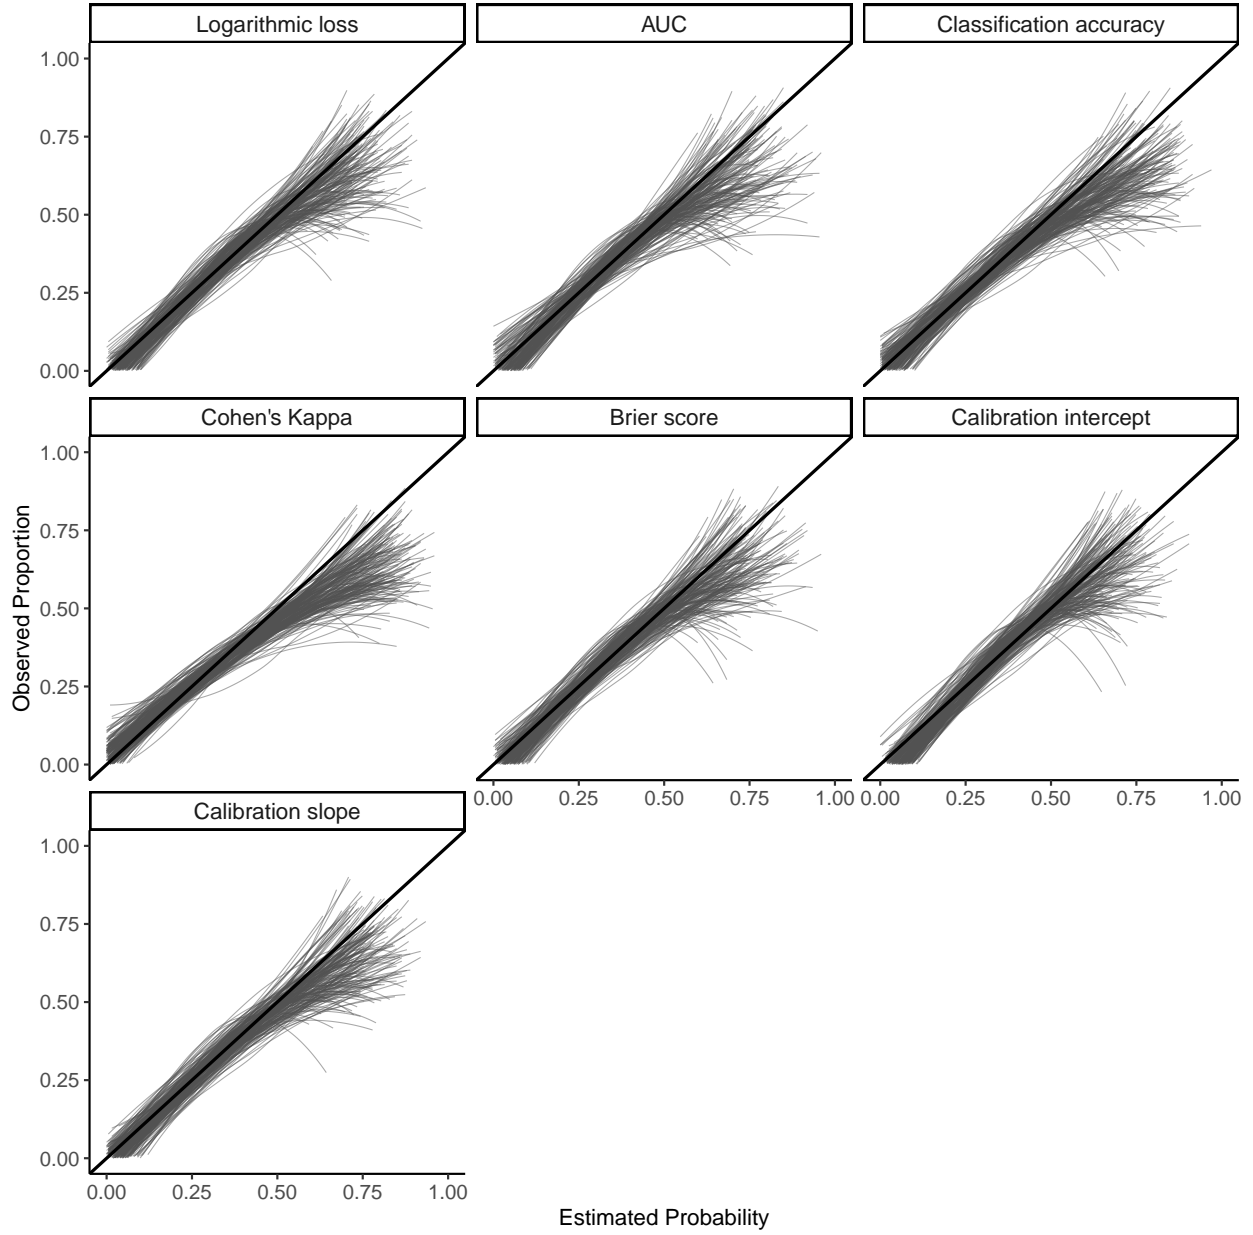 Logarithmic loss
AUC
Classification accuracy
1.00
0.75
0.50
0.25
0.00
Cohen's Kappa
Brier score
Calibration intercept
Observed Proportion
1.00
0.75
0.50
0.25
0.00
0.00 0.25 0.50 0.75 1.00
0.00 0.25 0.50 0.75 1.00
Calibration slope
1.00
0.75
0.50
0.25
0.00
0.00 0.25 0.50 0.75 1.00
Estimated Probability